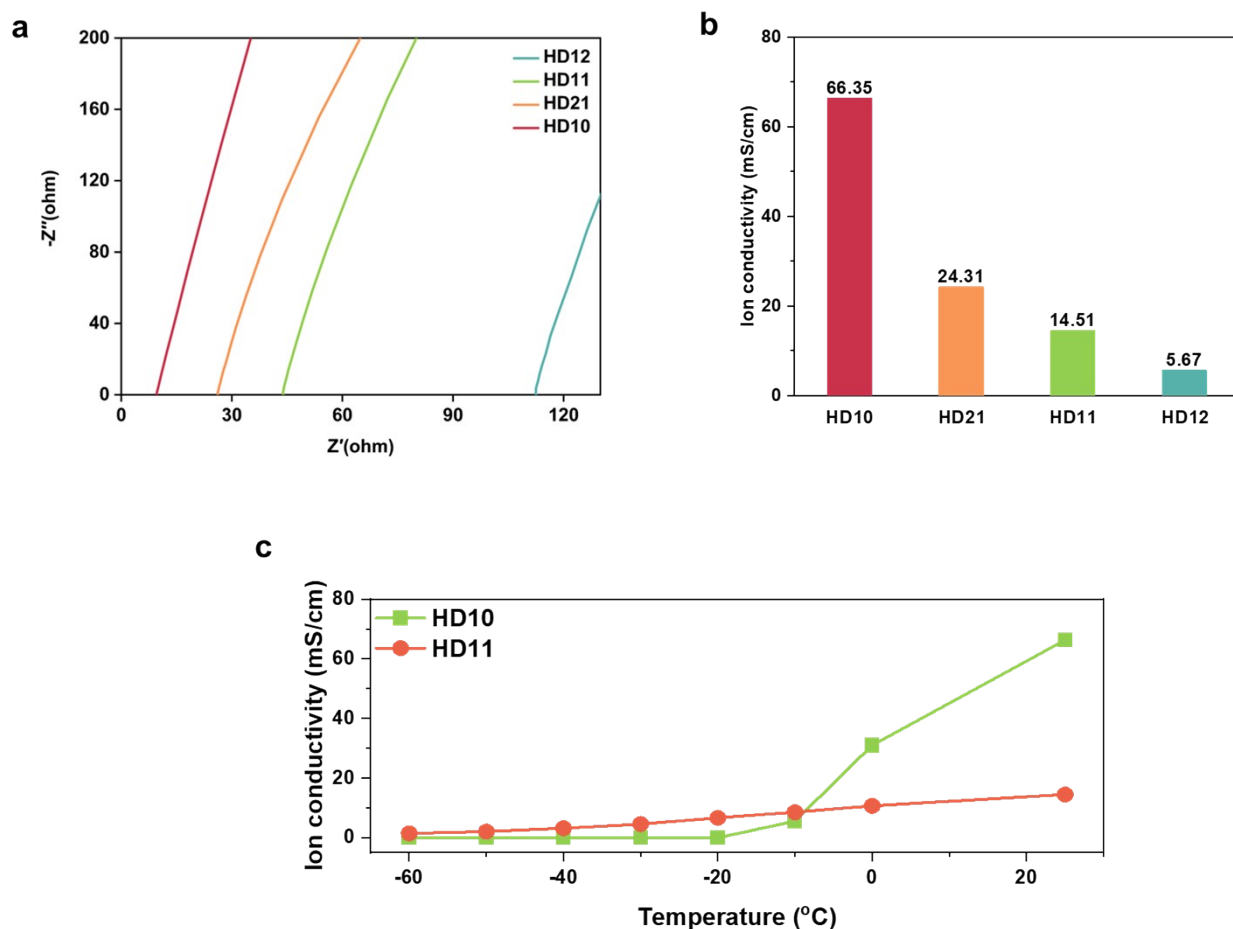 a
200
160
120
80
40
0
-Z″(ohm)
0 30 60 90 120
Z′(ohm)
HD12
HD11
HD21
HD10
b
80
60
40
20
0
Ion conductivity (mS/cm)
66.35
24.31
14.51
5.67
HD10 HD21 HD11 HD12
c
80
60
40
20
0
Ion conductivity (mS/cm)
HD10
HD11
-60 -40 -20 0 20
Temperature (°C)